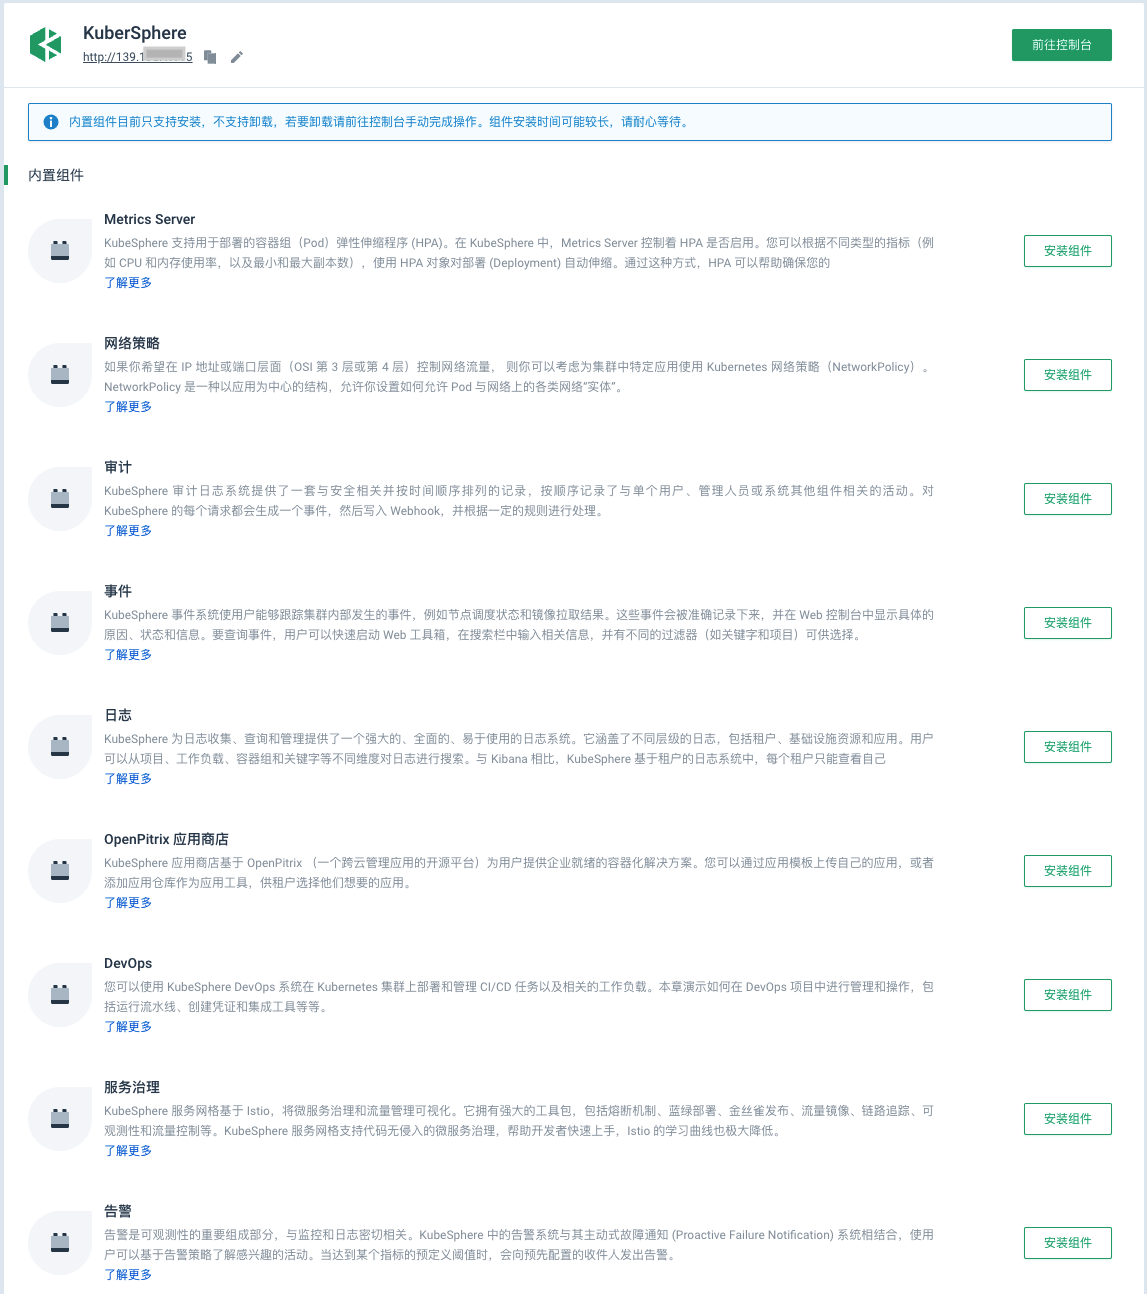 KuberSphere
http://139.1 5
前往控制台
内置组件目前只支持安装，不支持卸载，若要卸载请前往控制台手动完成操作。组件安装时间可能较长，请耐心等待。
内置组件
Metrics Server
KubeSphere 支持用于部署的容器组（Pod）弹性伸缩程序 (HPA)。在 KubeSphere 中，Metrics Server 控制着 HPA 是否启用。您可以根据不同类型的指标（例
如 CPU 和内存使用率，以及最小和最大副本数），使用 HPA 对象对部署 (Deployment) 自动伸缩。通过这种方式，HPA 可以帮助确保您的
了解更多
安装组件
网络策略
如果你希望在 IP 地址或端口层面（OSI 第 3 层或第 4 层）控制网络流量， 则你可以考虑为集群中特定应用使用 Kubernetes 网络策略（NetworkPolicy）。
NetworkPolicy 是一种以应用为中心的结构，允许你设置如何允许 Pod 与网络上的各类网络“实体”。
了解更多
安装组件
审计
KubeSphere 审计日志系统提供了一套与安全相关并按时间顺序排列的记录，按顺序记录了与单个用户、管理人员或系统其他组件相关的活动。对
KubeSphere 的每个请求都会生成一个事件，然后写入 Webhook，并根据一定的规则进行处理。
了解更多
安装组件
事件
KubeSphere 事件系统使用户能够跟踪集群内部发生的事件，例如节点调度状态和镜像拉取结果。这些事件会被准确记录下来，并在 Web 控制台中显示具体的
原因、状态和信息。要查询事件，用户可以快速启动 Web 工具箱，在搜索栏中输入相关信息，并有不同的过滤器（如关键字和项目）可供选择。
了解更多
安装组件
日志
KubeSphere 为日志收集、查询和管理提供了一个强大的、全面的、易于使用的日志系统。它涵盖了不同层级的日志，包括租户、基础设施资源和应用。用户
可以从项目、工作负载、容器组和关键字等不同维度对日志进行搜索。与 Kibana 相比，KubeSphere 基于租户的日志系统中，每个租户只能查看自己
了解更多
安装组件
OpenPitrix 应用商店
KubeSphere 应用商店基于 OpenPitrix （一个跨云管理应用的开源平台）为用户提供企业就绪的容器化解决方案。您可以通过应用模板上传自己的应用，或者
添加应用仓库作为应用工具，供租户选择他们想要的应用。
了解更多
安装组件
DevOps
您可以使用 KubeSphere DevOps 系统在 Kubernetes 集群上部署和管理 CI/CD 任务以及相关的工作负载。本章演示如何在 DevOps 项目中进行管理和操作，包
括运行流水线、创建凭证和集成工具等等。
了解更多
安装组件
服务治理
KubeSphere 服务网格基于 Istio，将微服务治理和流量管理可视化。它拥有强大的工具包，包括熔断机制、蓝绿部署、金丝雀发布、流量镜像、链路追踪、可
观测性和流量控制等。KubeSphere 服务网格支持代码无侵入的微服务治理，帮助开发者快速上手，Istio 的学习曲线也极大降低。
了解更多
安装组件
告警
告警是可观测性的重要组成部分，与监控和日志密切相关。KubeSphere 中的告警系统与其主动式故障通知 (Proactive Failure Notification) 系统相结合，使用
户可以基于告警策略了解感兴趣的活动。当达到某个指标的预定义阈值时，会向预先配置的收件人发出告警。
了解更多
安装组件